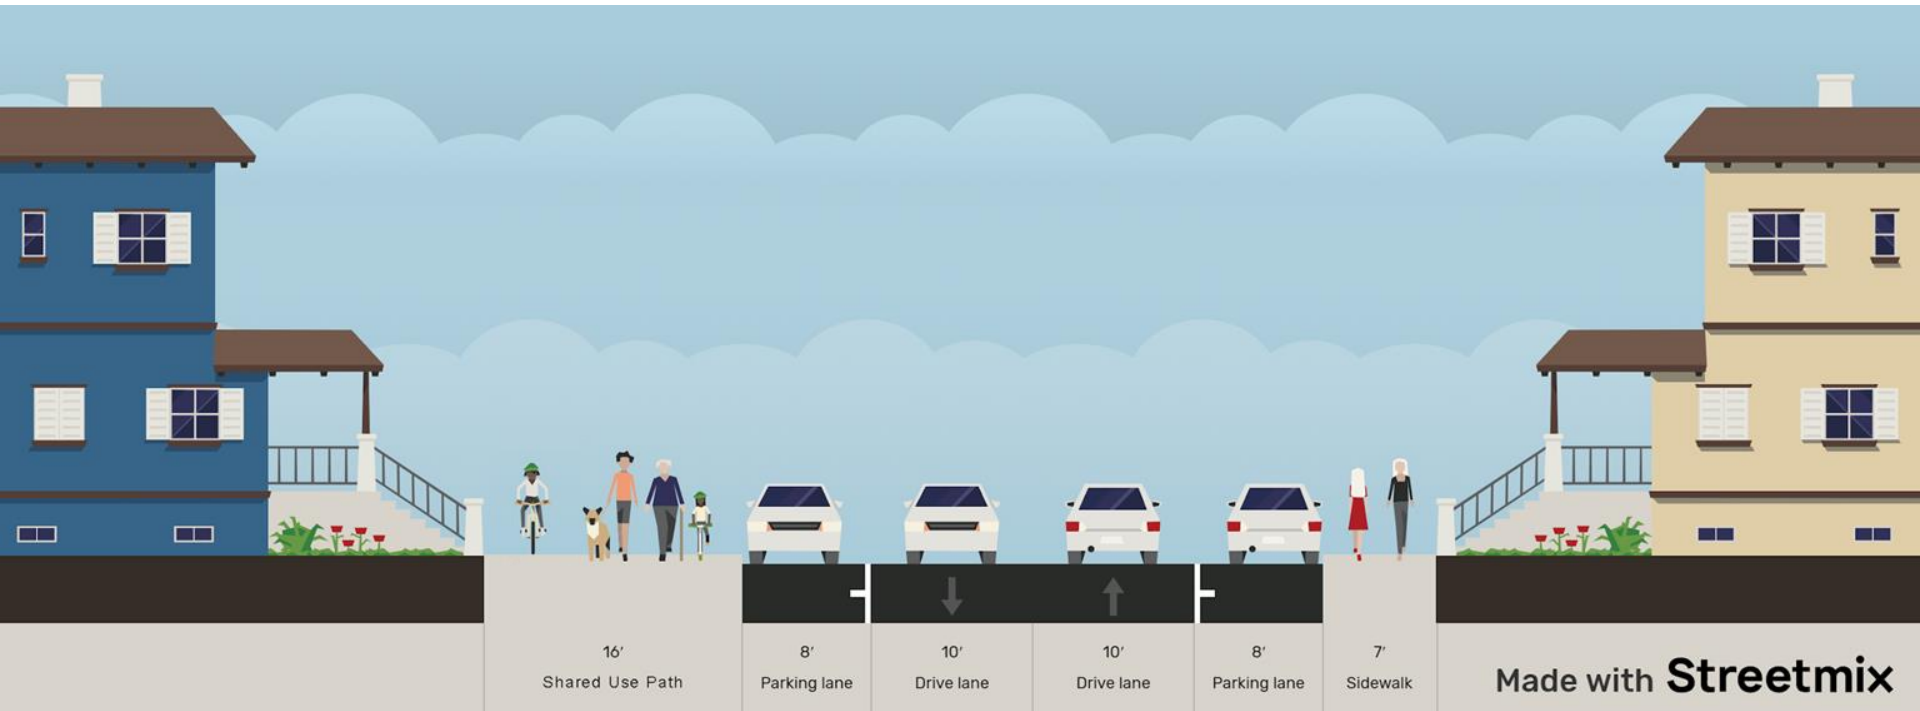 16′
Shared Use Path
8′
Parking lane
10′
Drive lane
10′
Drive lane
8′
Parking lane
7′
Sidewalk
Made with Streetmix